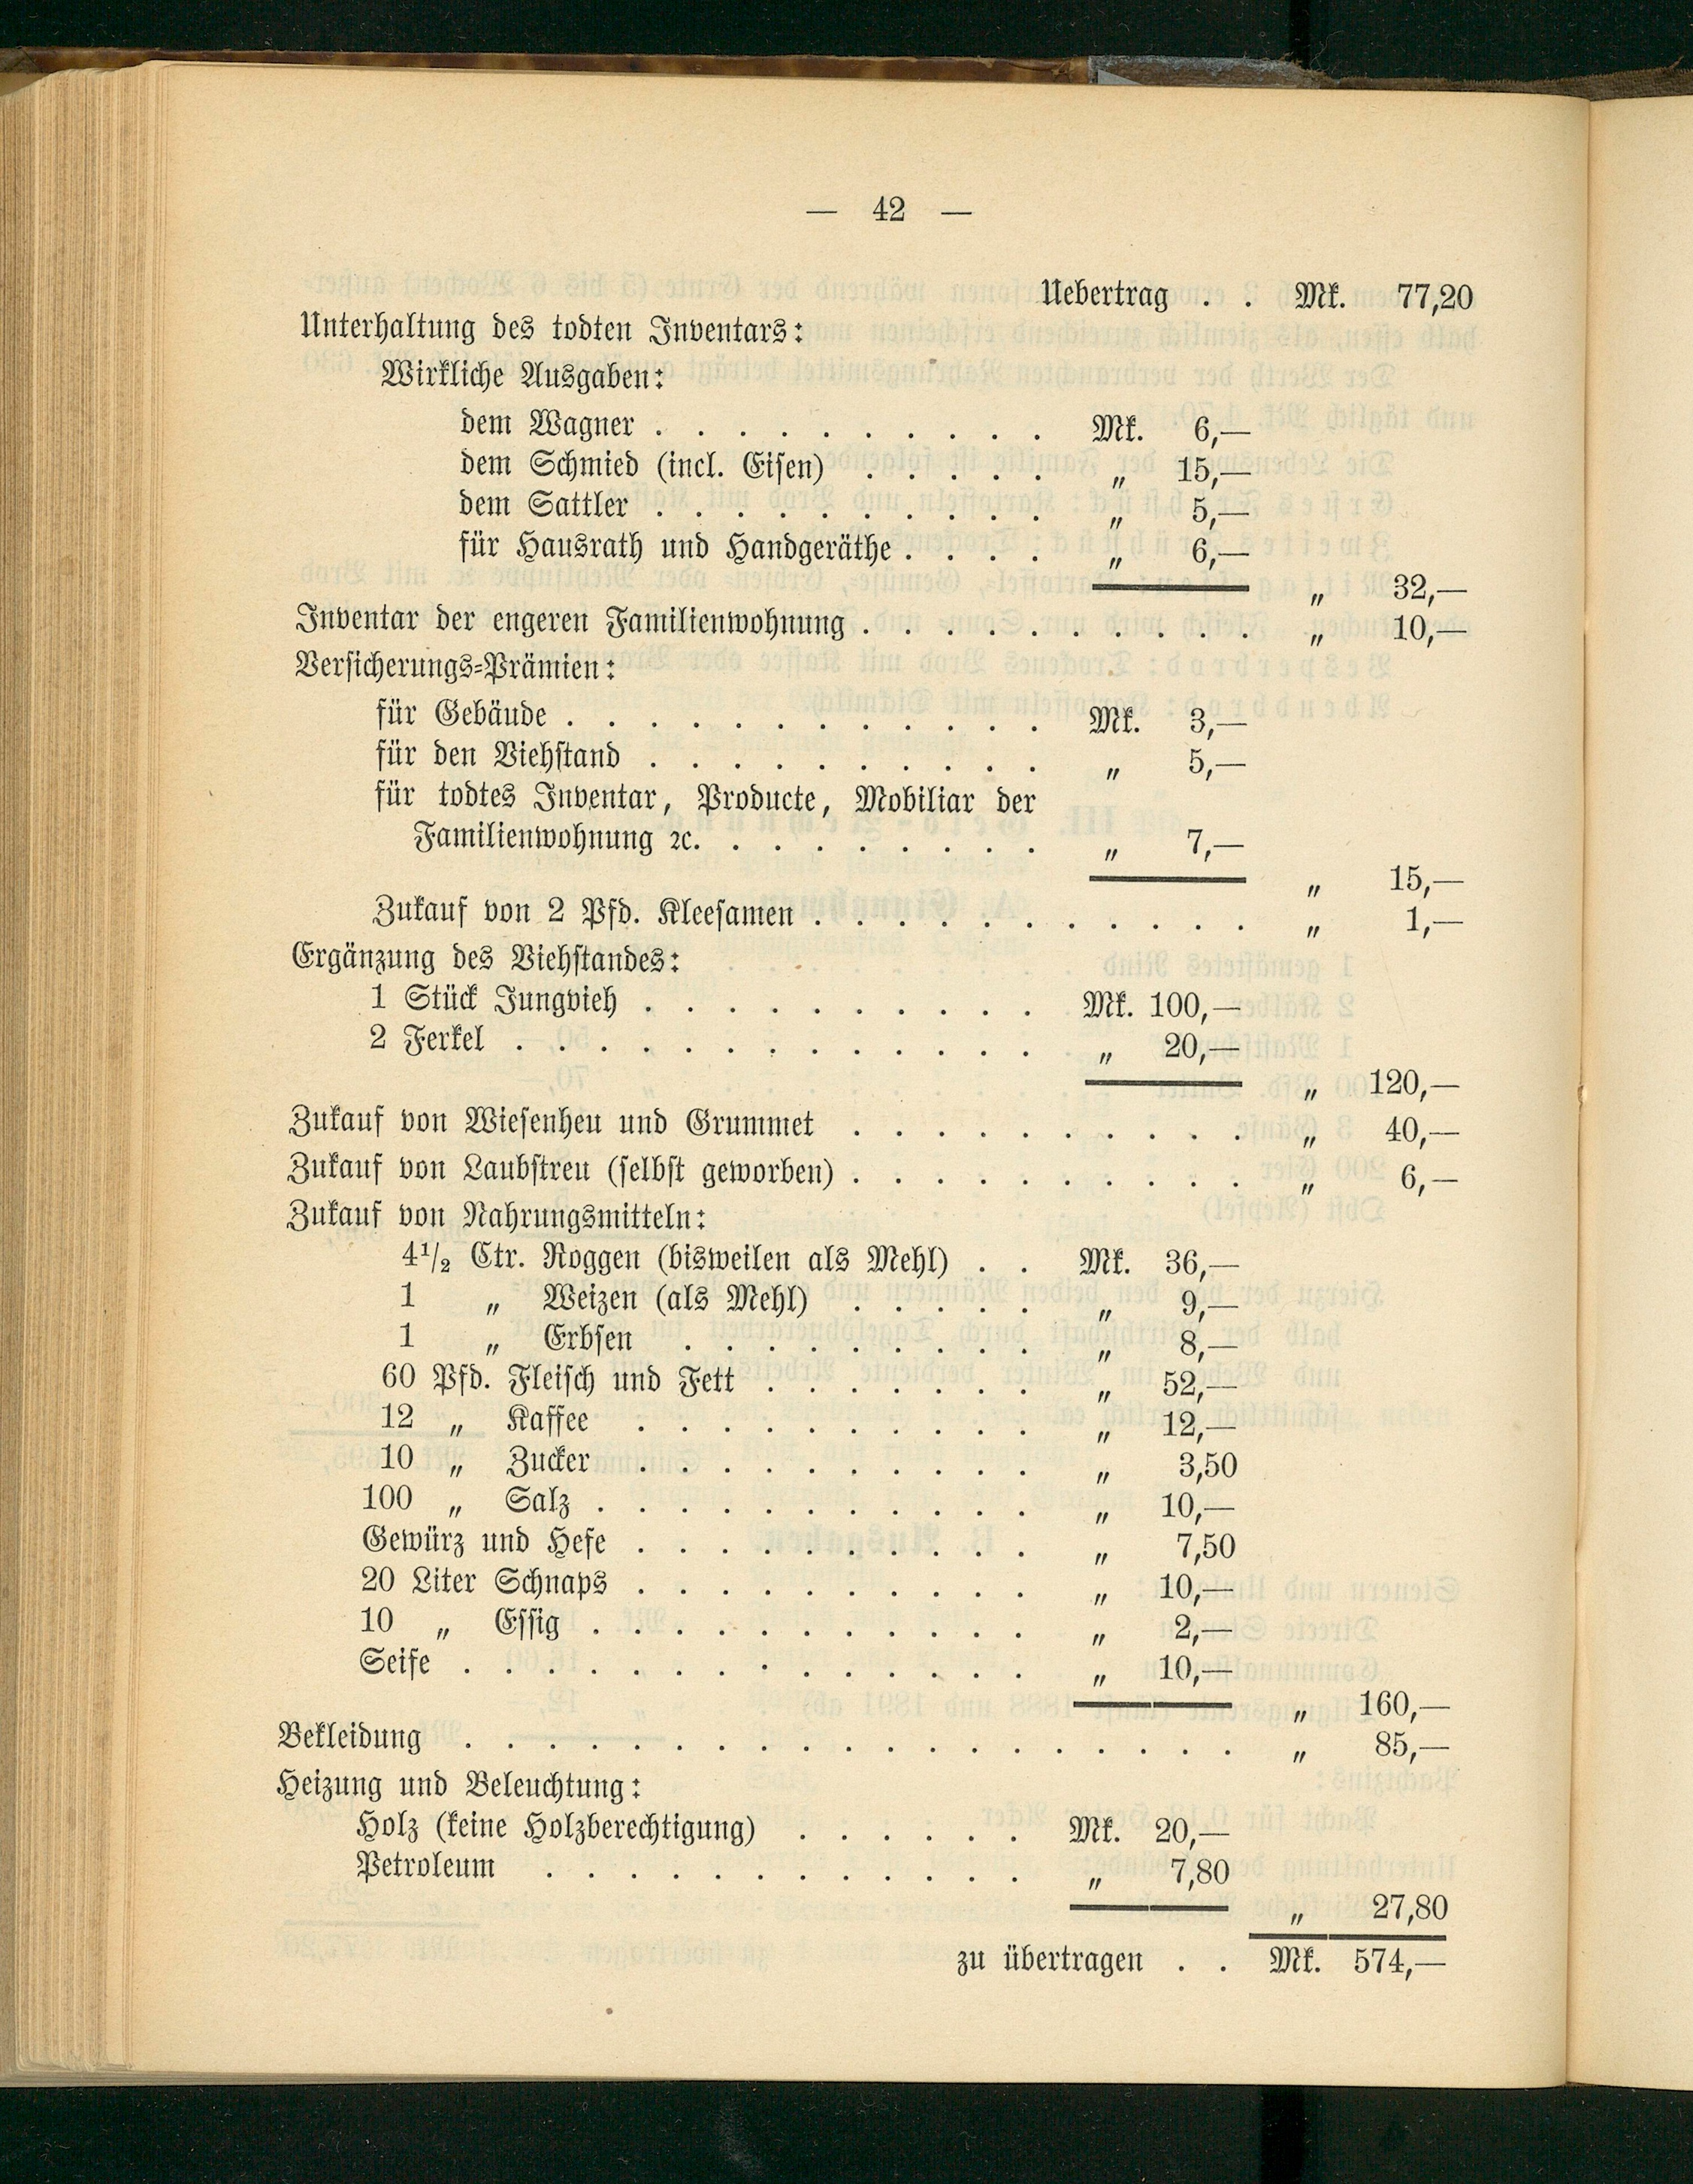 — 42 —
Uebertrag . . Mk. 77,20
Unterhaltung des todten Inventars:
Wirkliche Ausgaben:
dem Wagner . . . . . . . . . . Mk. 6,—
dem Schmied (incl. Eisen) . . . . . „ 15,—
dem Sattler . . . . . . . . . . „ 5,—
für Hausrath und Handgeräthe . . . . „ 6,—
„ 32,—
Inventar der engeren Familienwohnung . . . . . . . . . . „ 10,—
Versicherungs-Prämien:
für Gebäude . . . . . . . . . . . . Mk. 3,—
für den Viehstand . . . . . . . . . . „ 5,—
für todtes Inventar, Producte, Mobiliar der
Familienwohnung ꝛc. . . . . . . . . „ 7,—
„ 15,—
Zukauf von 2 Pfd. Kleesamen . . . . . . . . . . . „ 1,—
Ergänzung des Viehstandes:
1 Stück Jungvieh . . . . . . . . . . Mk. 100,—
2 Ferkel . . . . . . . . . . . . . „ 20,—
„ 120,—
Zukauf von Wiesenheu und Grummet . . . . . . . . . . „ 40,—
Zukauf von Laubstreu (selbst geworben) . . . . . . . . . . „ 6,—
Zukauf von Nahrungsmitteln:
4 1/2 Ctr. Roggen (bisweilen als Mehl) . . Mk. 36,—
1 „ Weizen (als Mehl) . . . . . „ 9,—
1 „ Erbsen . . . . . . . . . „ 8,—
60 Pfd. Fleisch und Fett . . . . . . . „ 52,—
12 „ Kaffee . . . . . . . . . . „ 12,—
10 „ Zucker . . . . . . . . . . „ 3,50
100 „ Salz . . . . . . . . . . . „ 10,—
Gewürz und Hefe . . . . . . . . . . „ 7,50
20 Liter Schnaps . . . . . . . . . . „ 10,—
10 „ Essig . . . . . . . . . . . „ 2,—
Seife . . . . . . . . . . . . . . „ 10,—
„ 160,—
Bekleidung . . . . . . . . . . . . . . . . . . . „ 85,—
Heizung und Beleuchtung:
Holz (keine Holzberechtigung) . . . . . . Mk. 20,—
Petroleum . . . . . . . . . . . . „ 7,80
„ 27,80
zu übertragen . . Mk. 574,—